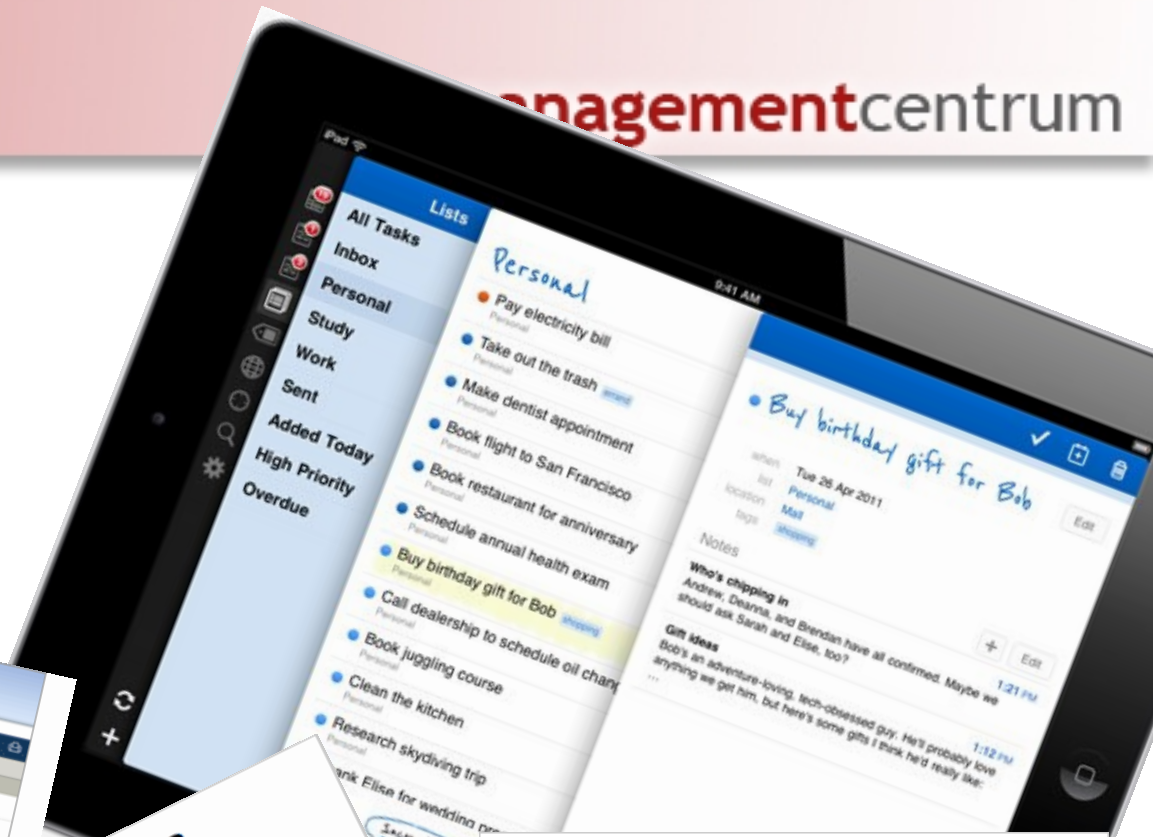 anagementcentrum
iPad
9:41 AM
Lists
All Tasks
Inbox
Personal
Study
Work
Sent
Added Today
High Priority
Overdue
Personal
Pay electricity bill
Personal
Take out the trash errand
Personal
Make dentist appointment
Personal
Book flight to San Francisco
Personal
Book restaurant for anniversary
Personal
Schedule annual health exam
Personal
Buy birthday gift for Bob shopping
Personal
Call dealership to schedule oil chang
Personal
Book juggling course
Personal
Clean the kitchen
Personal
Research skydiving trip
Personal
ank Elise for wedding pre
Buy birthday gift for Bob
Edit
when Tue 26 Apr 2011
list Personal
location Mall
tags shopping
Notes
+ Edit
Who's chipping in
Andrew, Deanna, and Brendan have all confirmed. Maybe we
should ask Sarah and Elise, too?
1:21 PM
Gift ideas
Bob's an adventure-loving, tech-obsessed guy. He'll probably love
anything we get him, but here's some gifts I think he'd really like:
...
1:12 PM